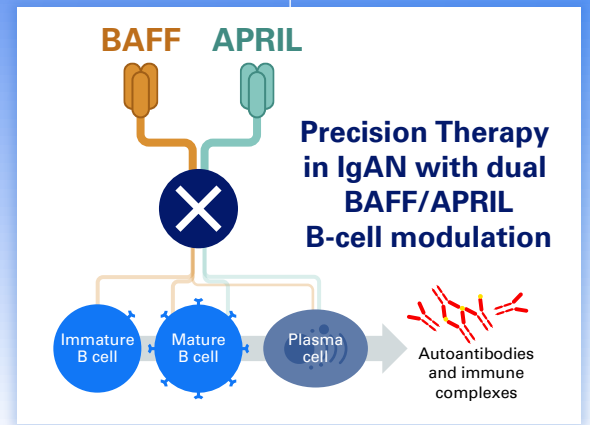 BAFF APRIL
Precision Therapy
in IgAN with dual
BAFF/APRIL
B-cell modulation
Immature
B cell
Mature
B cell
Plasma
cell
Autoantibodies
and immune
complexes